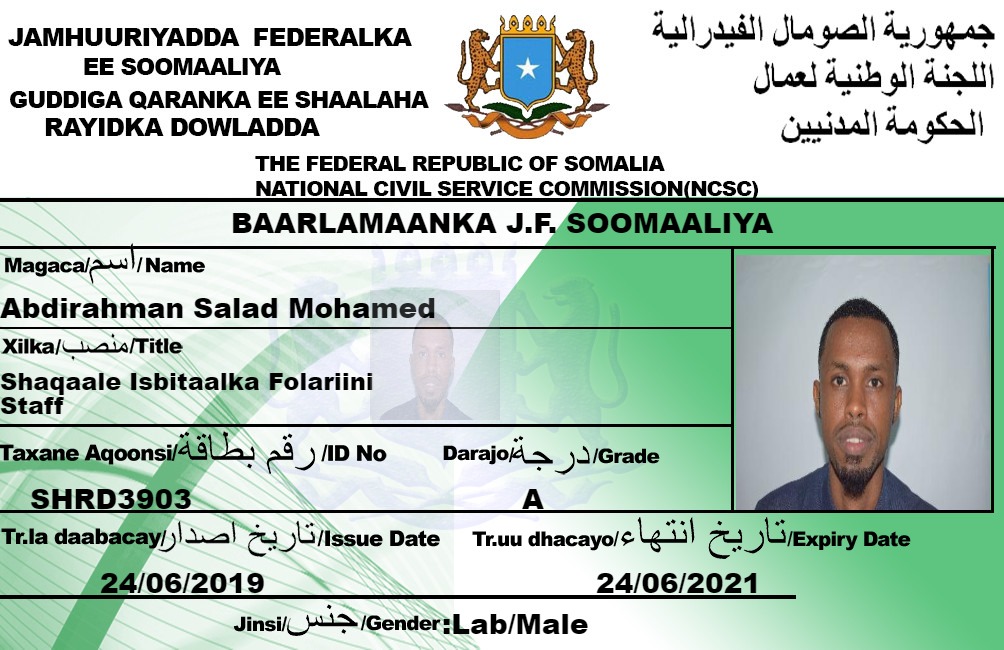 JAMHUURIYADDA FEDERALKA
EE SOOMAALIYA
GUDDIGA QARANKA EE SHAALAHA
RAYIDKA DOWLADDA
جمهورية الصومال الفيدرالية
اللجنة الوطنية لعمال
الحكومة المدنيين
THE FEDERAL REPUBLIC OF SOMALIA
NATIONAL CIVIL SERVICE COMMISSION(NCSC)
BAARLAMAANKA J.F. SOOMAALIYA
Magaca/اسم/Name
Abdirahman Salad Mohamed
Xilka/منصب/Title
Shaqaale Isbitaalka Folariini
Staff
Taxane Aqoonsi/رقم بطاقة/ID No Darajo/درجة/Grade
SHRD3903 A
Tr.la daabacay/تاريخ اصدار/Issue Date Tr.uu dhacayo/تاريخ انتهاء/Expiry Date
24/06/2019 24/06/2021
Jinsi/جنس/Gender:Lab/Male